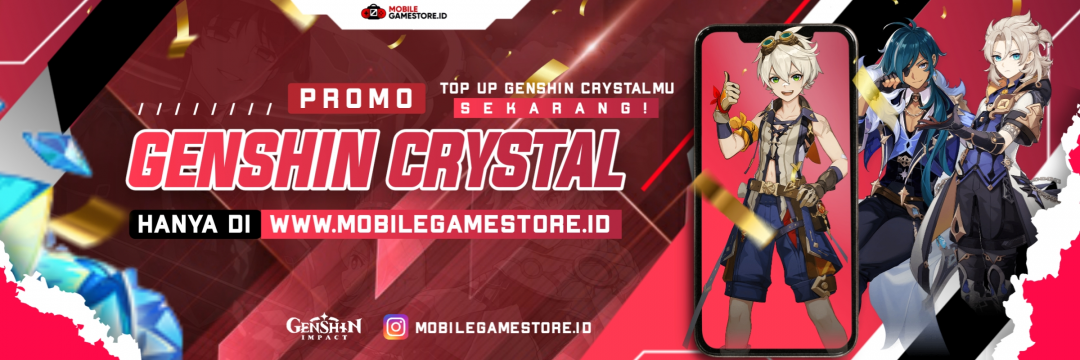 MOBILE
GAMESTORE.ID
PROMO
TOP UP GENSHIN CRYSTALMU
SEKARANG!
GENSHIN CRYSTAL
HANYA DI WWW.MOBILEGAMESTORE.ID
GENSHIN
IMPACT
MOBILEGAMESTORE.ID